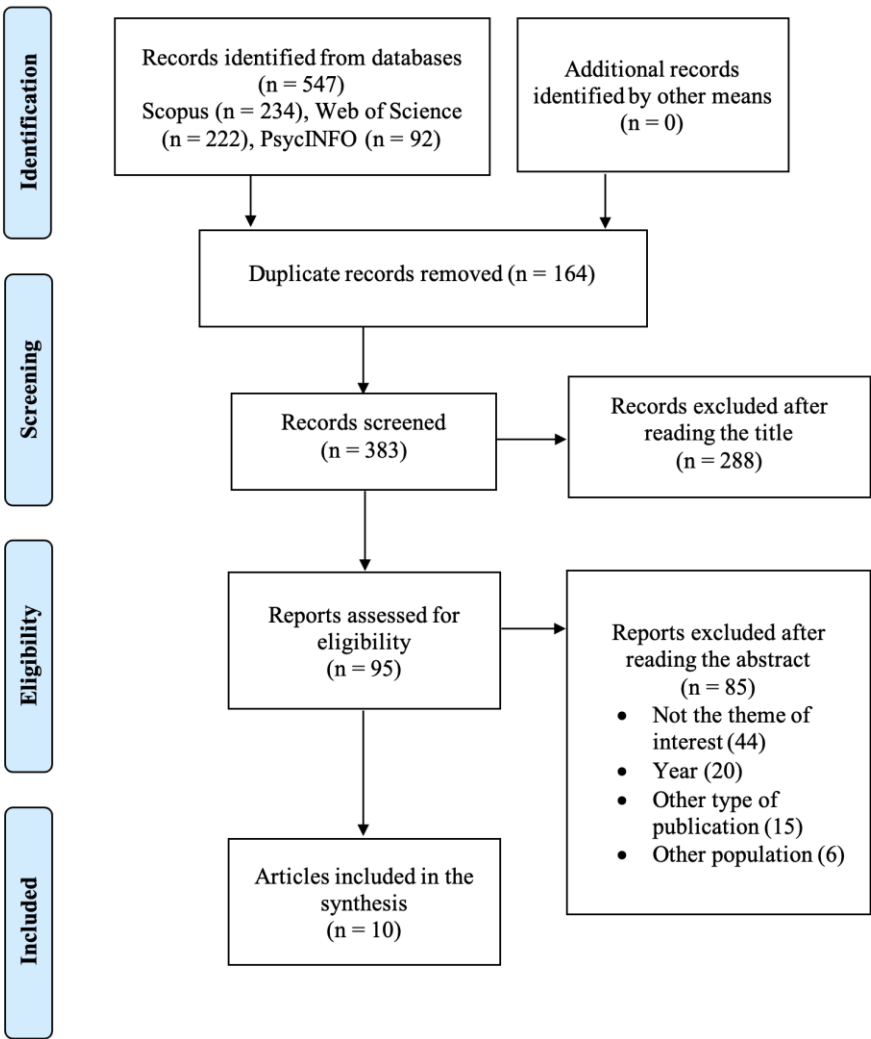 Identification
Records identified from databases
(n = 547)
Scopus (n = 234), Web of Science
(n = 222), PsycINFO (n = 92)
Additional records
identified by other means
(n = 0)
Duplicate records removed (n = 164)
Screening
Records screened
(n = 383)
Records excluded after
reading the title
(n = 288)
Eligibility
Reports assessed for
eligibility
(n = 95)
Reports excluded after
reading the abstract
(n = 85)
• Not the theme of
interest (44)
• Year (20)
• Other type of
publication (15)
• Other population (6)
Included
Articles included in the
synthesis
(n = 10)